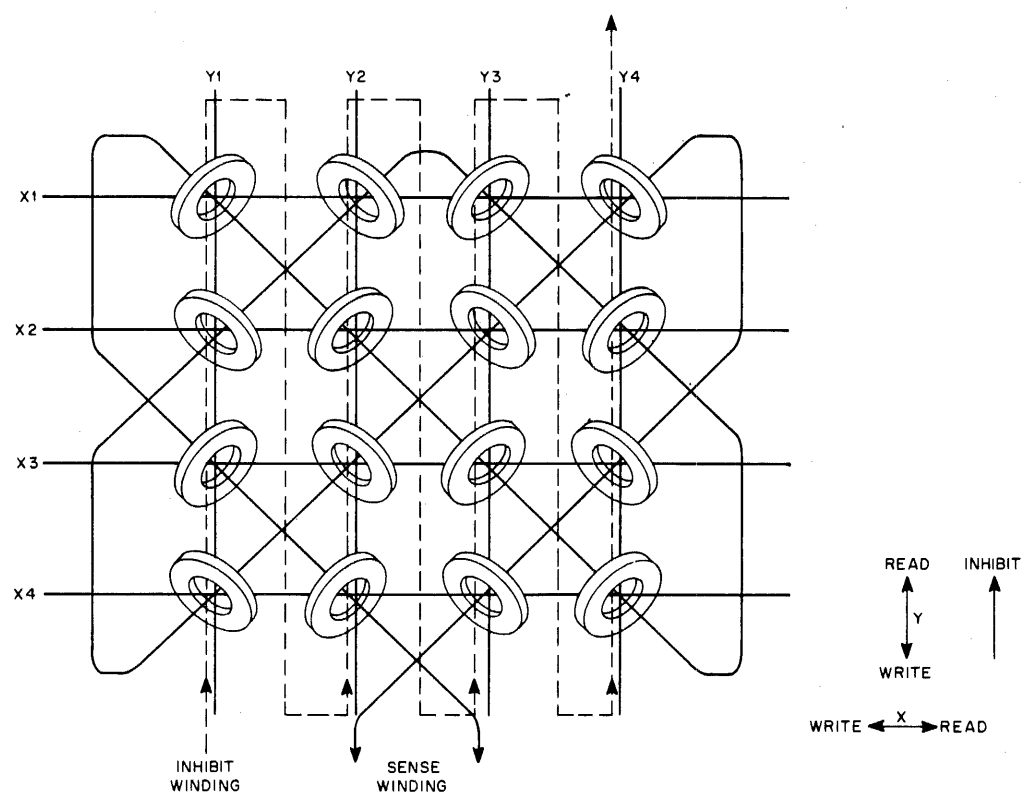 Y1 Y2 Y3 Y4
X1
X2
X3
X4
INHIBIT
WINDING
SENSE
WINDING
READ
INHIBIT
Y
WRITE
WRITE X READ